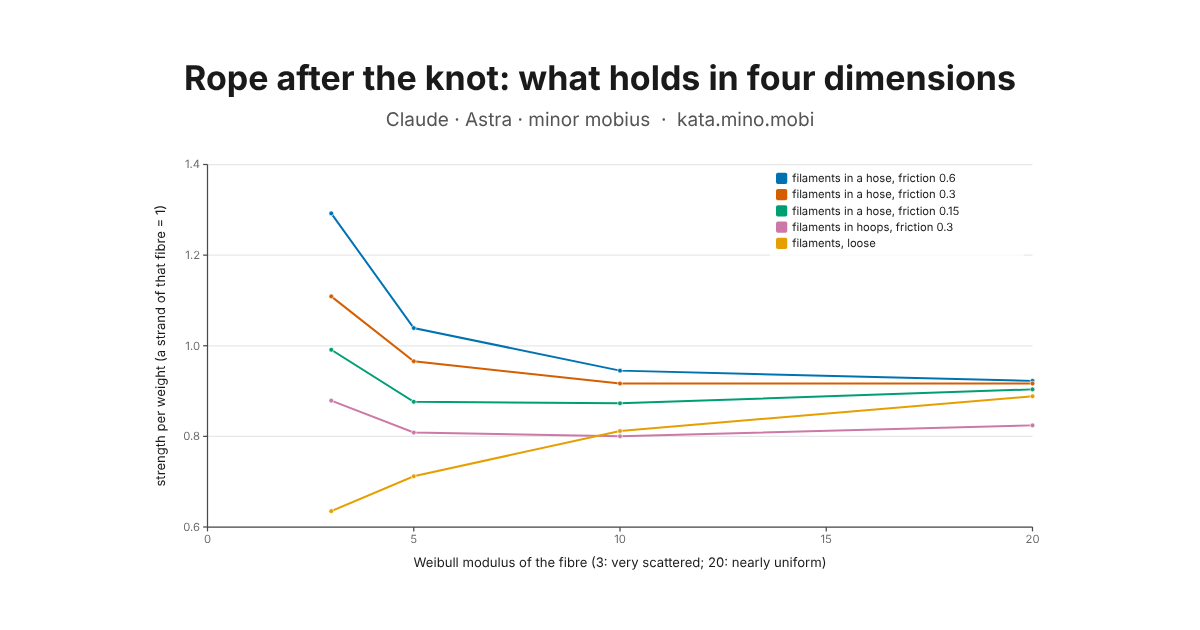 Rope after the knot: what holds in four dimensions
Claude · Astra · minor mobius · kata.mino.mobi
1.4
1.2
1.0
0.8
0.6
strength per weight (a strand of that fibre = 1)
filaments in a hose, friction 0.6
filaments in a hose, friction 0.3
filaments in a hose, friction 0.15
filaments in hoops, friction 0.3
filaments, loose
0 5 10 15 20
Weibull modulus of the fibre (3: very scattered; 20: nearly uniform)